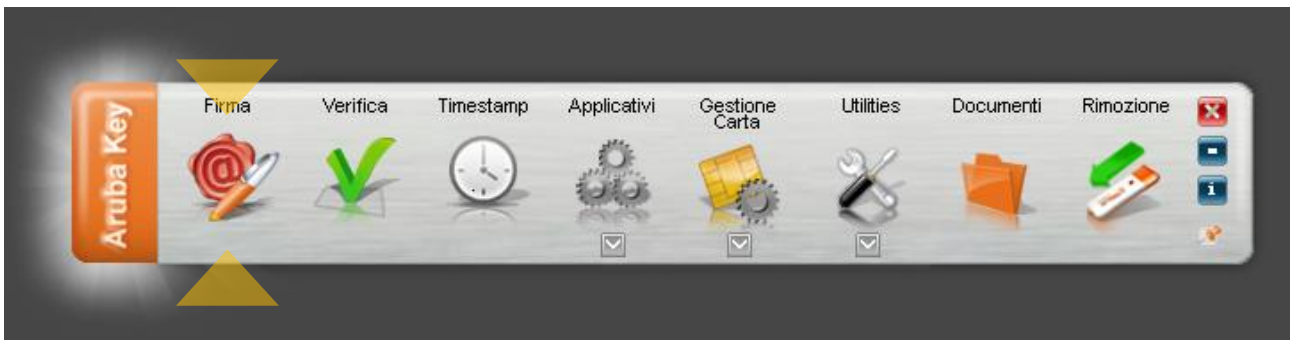 Aruba Key
Firma
Verifica
Timestamp
Applicativi
Gestione
Carta
Utilities
Documenti
Rimozione